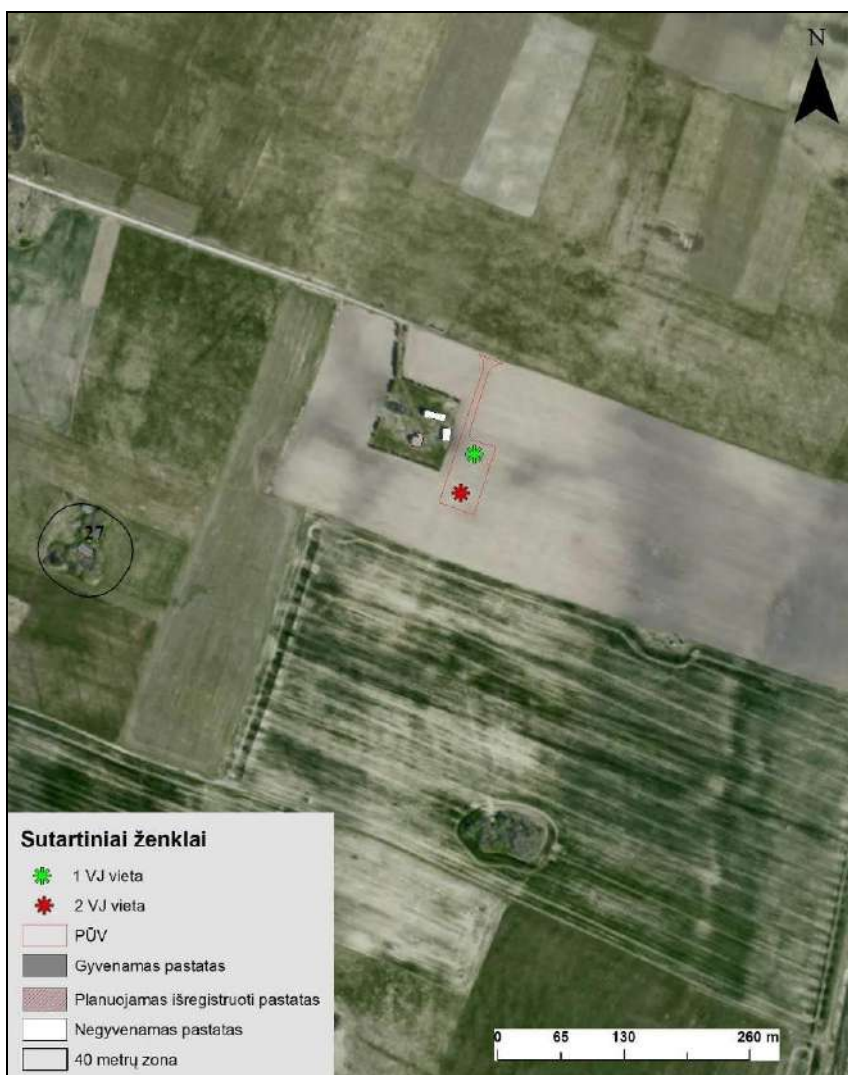 N
27
Sutartiniai ženklai
1 VJ vieta
2 VJ vieta
PŪV
Gyvenamas pastatas
Planuojamas išregistruoti pastatas
Negyvenamas pastatas
40 metrų zona
0 65 130 260 m